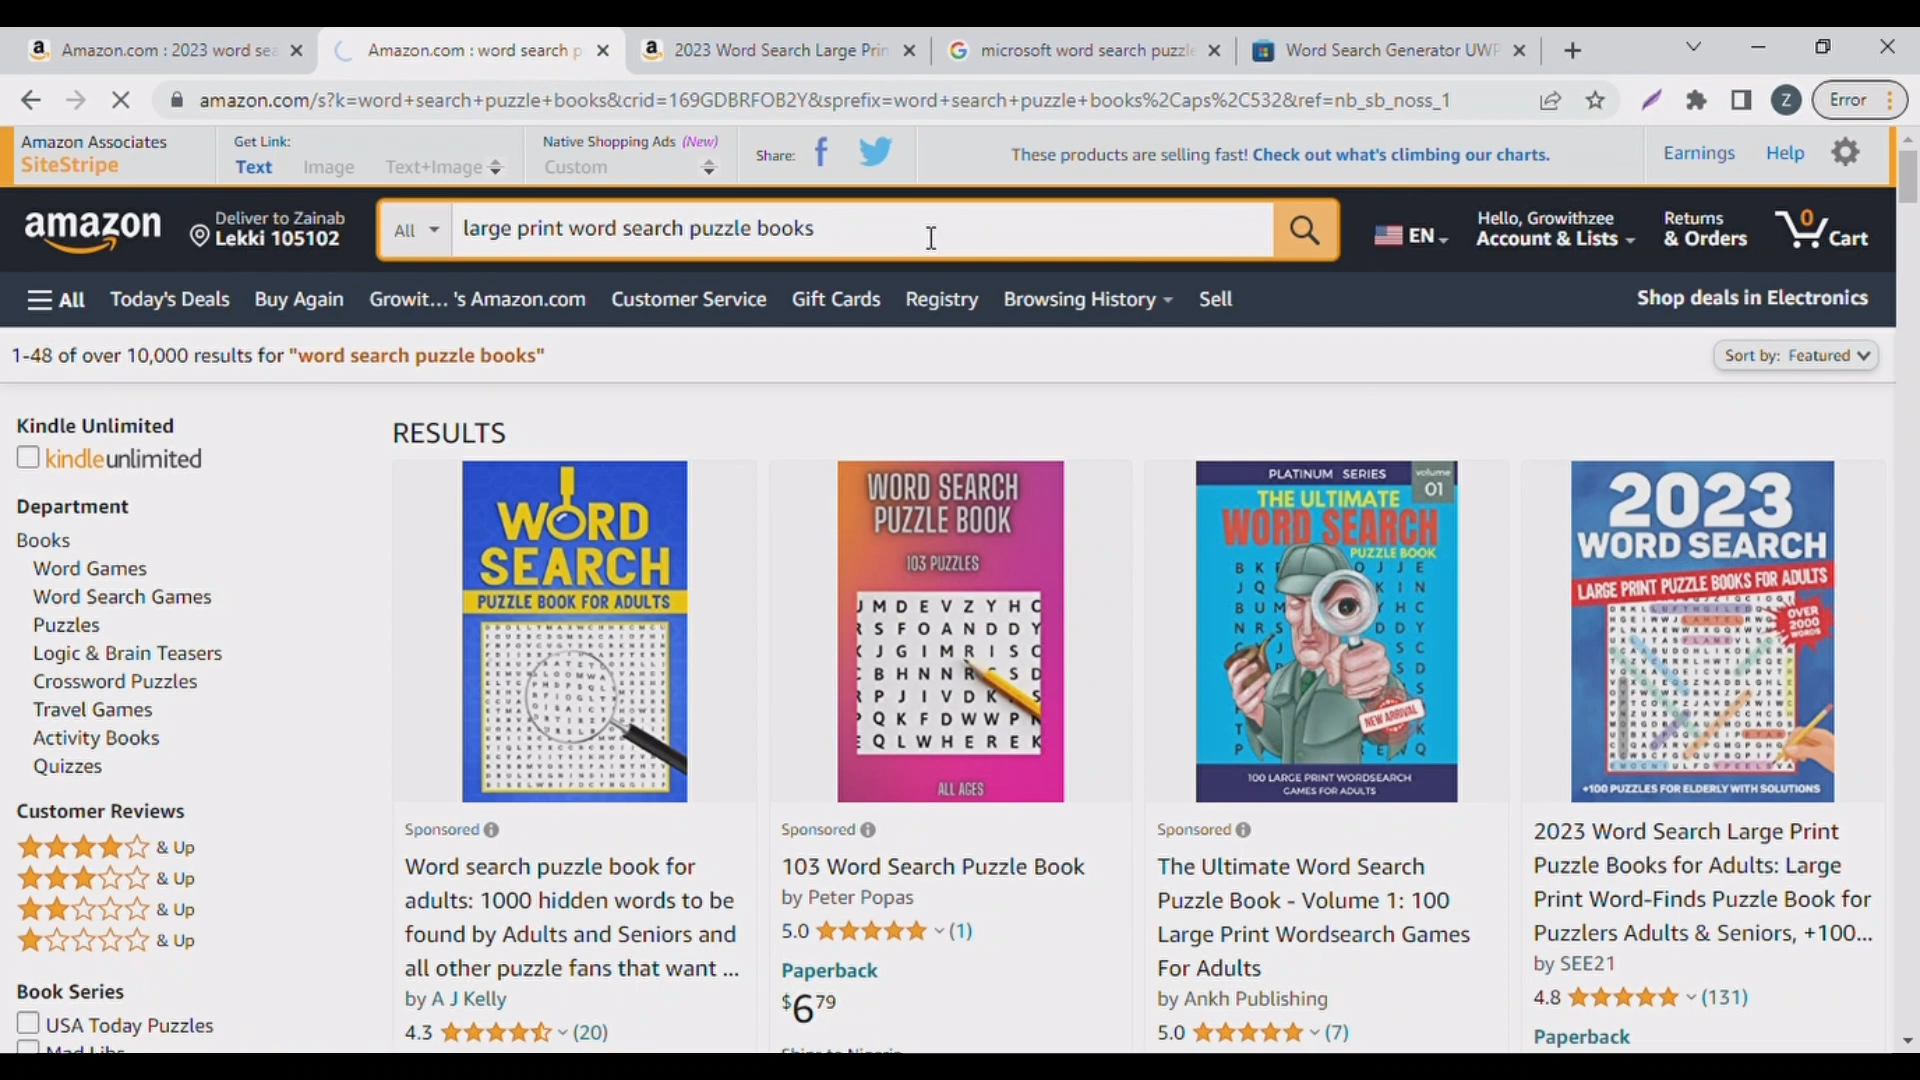 Amazon.com : 2023 word sea
Amazon.com : word search p
2023 Word Search Large Prin
microsoft word search puzzle
Word Search Generator UWP
amazon.com/s?k=word+search+puzzle+books&crid=169GDBRFOB2Y&sprefix=word+search+puzzle+books%2Caps%2C532&ref=nb_sb_noss_1
Z
Error
Amazon Associates
SiteStripe
Get Link:
Text Image Text+Image
Native Shopping Ads (New)
Custom
Share:
These products are selling fast! Check out what's climbing our charts.
Earnings
Help
amazon
Deliver to Zainab
Lekki 105102
All
large print word search puzzle books
EN
Hello, Growithzee
Account & Lists
Returns
& Orders
0
Cart
All
Today's Deals
Buy Again
Growit... 's Amazon.com
Customer Service
Gift Cards
Registry
Browsing History
Sell
Shop deals in Electronics
1-48 of over 10,000 results for "word search puzzle books"
Sort by: Featured
Kindle Unlimited
kindleunlimited
Department
Books
Word Games
Word Search Games
Puzzles
Logic & Brain Teasers
Crossword Puzzles
Travel Games
Activity Books
Quizzes
Customer Reviews
& Up
& Up
& Up
& Up
Book Series
USA Today Puzzles
Mad Libs
RESULTS
WORD
SEARCH
PUZZLE BOOK FOR ADULTS
Sponsored
Word search puzzle book for
adults: 1000 hidden words to be
found by Adults and Seniors and
all other puzzle fans that want ...
by A J Kelly
4.3 (20)
WORD SEARCH
PUZZLE BOOK
103 PUZZLES
J M D E V Z Y H C
R S F O A N D D Y
J G I M R I S C
B H N N R S D
R P J I V D K S
P Q K F D W W P
E Q L W H E R E K
ALL AGES
Sponsored
103 Word Search Puzzle Book
by Peter Popas
5.0 (1)
Paperback
$6 79
Ships to Nigeria
PLATINUM SERIES
volume
01
THE ULTIMATE
WORD SEARCH
PUZZLE BOOK
NEW ARRIVAL
100 LARGE PRINT WORDSEARCH
GAMES FOR ADULTS
Sponsored
The Ultimate Word Search
Puzzle Book - Volume 1: 100
Large Print Wordsearch Games
For Adults
by Ankh Publishing
5.0 (7)
2023
WORD SEARCH
LARGE PRINT PUZZLE BOOKS FOR ADULTS
OVER
2000
WORDS
+100 PUZZLES FOR ELDERLY WITH SOLUTIONS
2023 Word Search Large Print
Puzzle Books for Adults: Large
Print Word-Finds Puzzle Book for
Puzzlers Adults & Seniors, +100...
by SEE21
4.8 (131)
Paperback